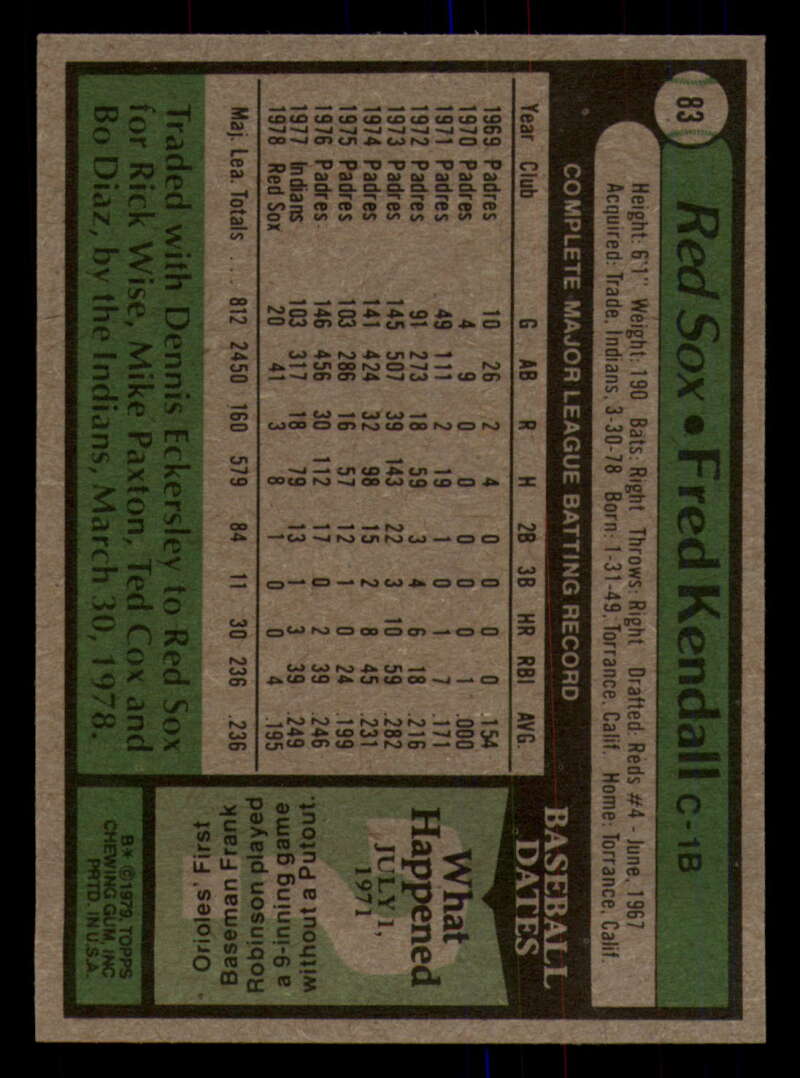 83
Red Sox • Fred Kendall C-1B
Height: 6'1" Weight: 190 Bats: Right Throws: Right Drafted: Reds #4 - June, 1967
Acquired: Trade, Indians, 3-30-78 Born: 1-31-49, Torrance, Calif. Home: Torrance, Calif.
COMPLETE MAJOR LEAGUE BATTING RECORD
Year Club G AB R H 2B 3B HR RBI AVG.
1969 Padres 10 26 2 4 0 0 0 0 .154
1970 Padres 4 9 0 0 0 0 0 1 .000
1971 Padres 49 111 2 19 1 0 1 7 .171
1972 Padres 91 273 18 59 3 4 6 18 .216
1973 Padres 145 507 39 143 22 3 10 59 .282
1974 Padres 141 424 32 98 15 2 8 45 .231
1975 Padres 103 286 16 57 12 1 0 24 .199
1976 Padres 146 456 30 112 17 0 2 39 .246
1977 Indians 103 317 18 79 13 1 3 39 .249
1978 Red Sox 20 41 3 8 1 0 0 4 .195
Maj. Lea. Totals .... 812 2450 160 579 84 11 30 236 .236
Traded with Dennis Eckersley to Red Sox
for Rick Wise, Mike Paxton, Ted Cox and
Bo Diaz, by the Indians, March 30, 1978.
BASEBALL
DATES
What
Happened
JULY 1,
1971
Orioles' First
Baseman Frank
Robinson played
a 9-inning game
without a Putout.
B* ©1979, TOPPS
CHEWING GUM, INC.
PRTD. IN U.S.A.